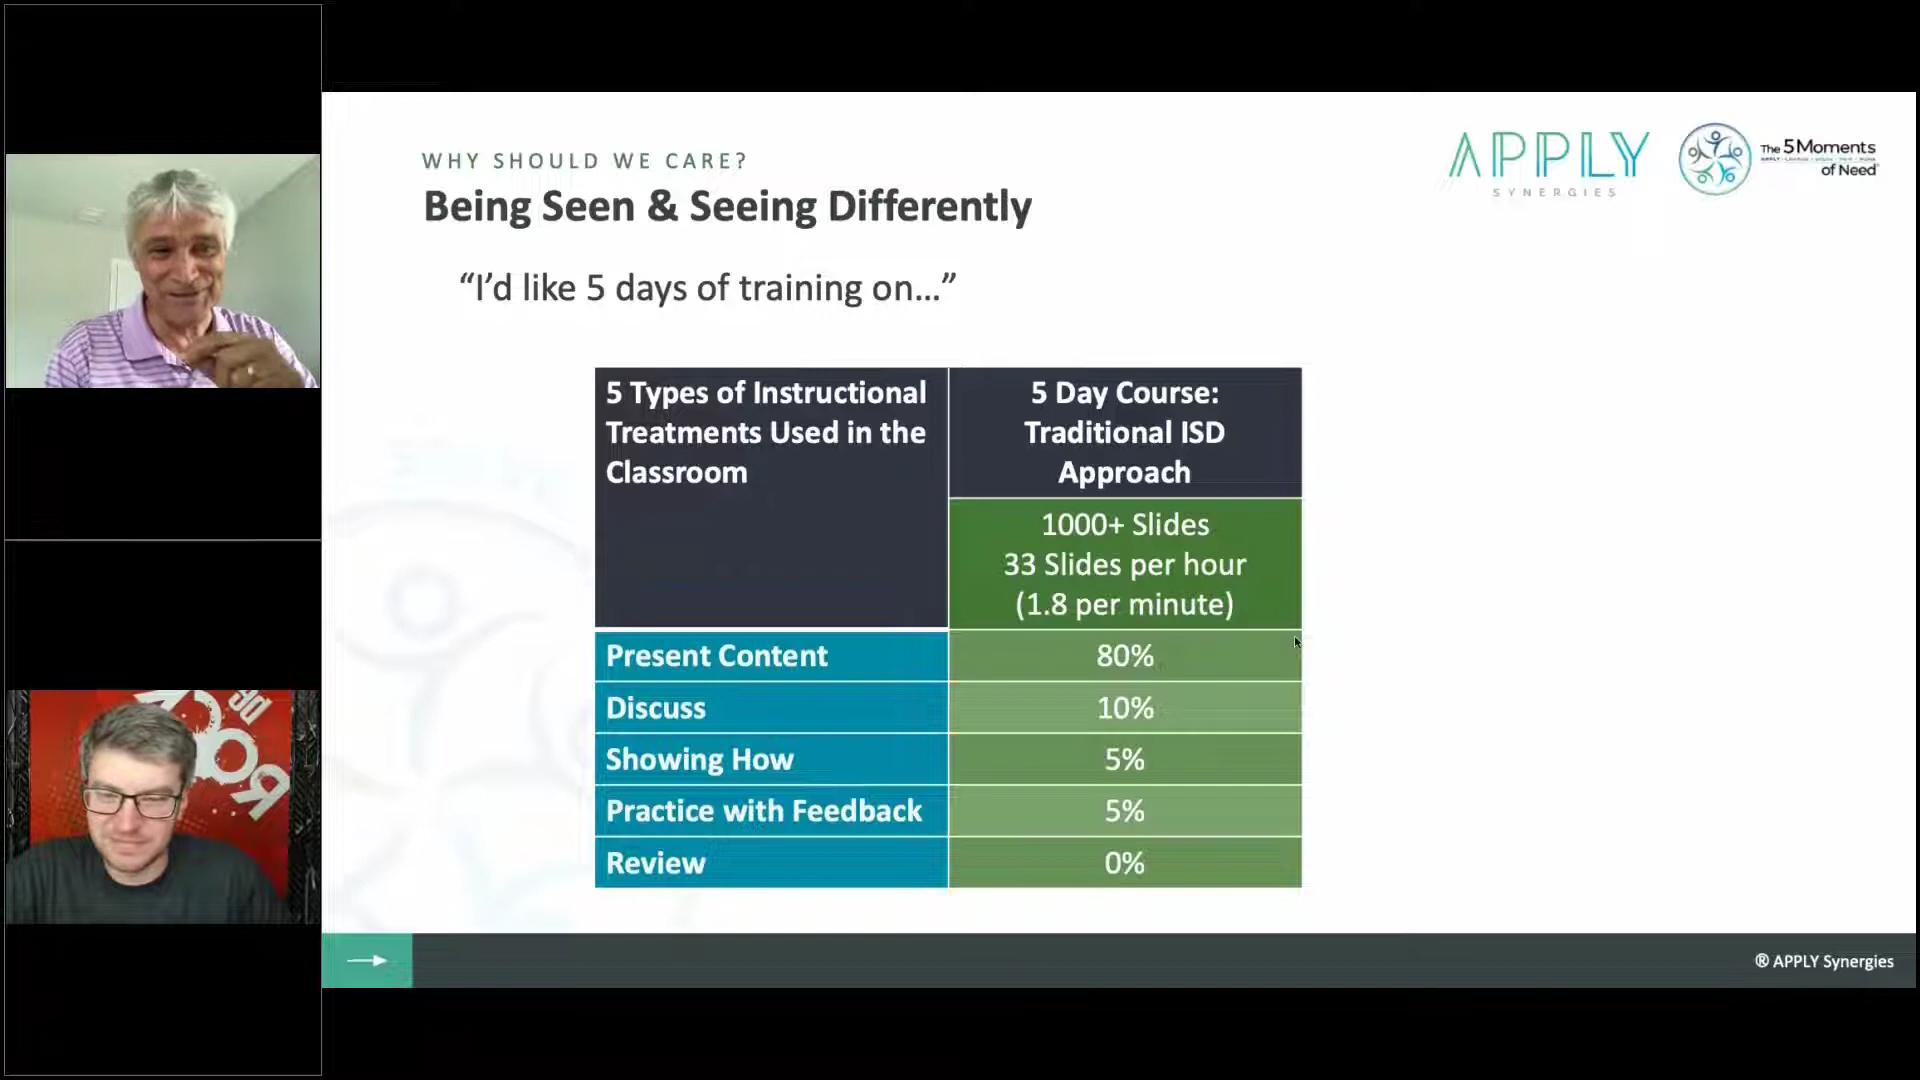 WHY SHOULD WE CARE?
Being Seen & Seeing Differently
APPLY
SYNERGIES
The 5 Moments
of Need
“I’d like 5 days of training on...”
5 Types of Instructional
Treatments Used in the
Classroom
5 Day Course:
Traditional ISD
Approach
1000+ Slides
33 Slides per hour
(1.8 per minute)
Present Content 80%
Discuss 10%
Showing How 5%
Practice with Feedback 5%
Review 0%
® APPLY Synergies